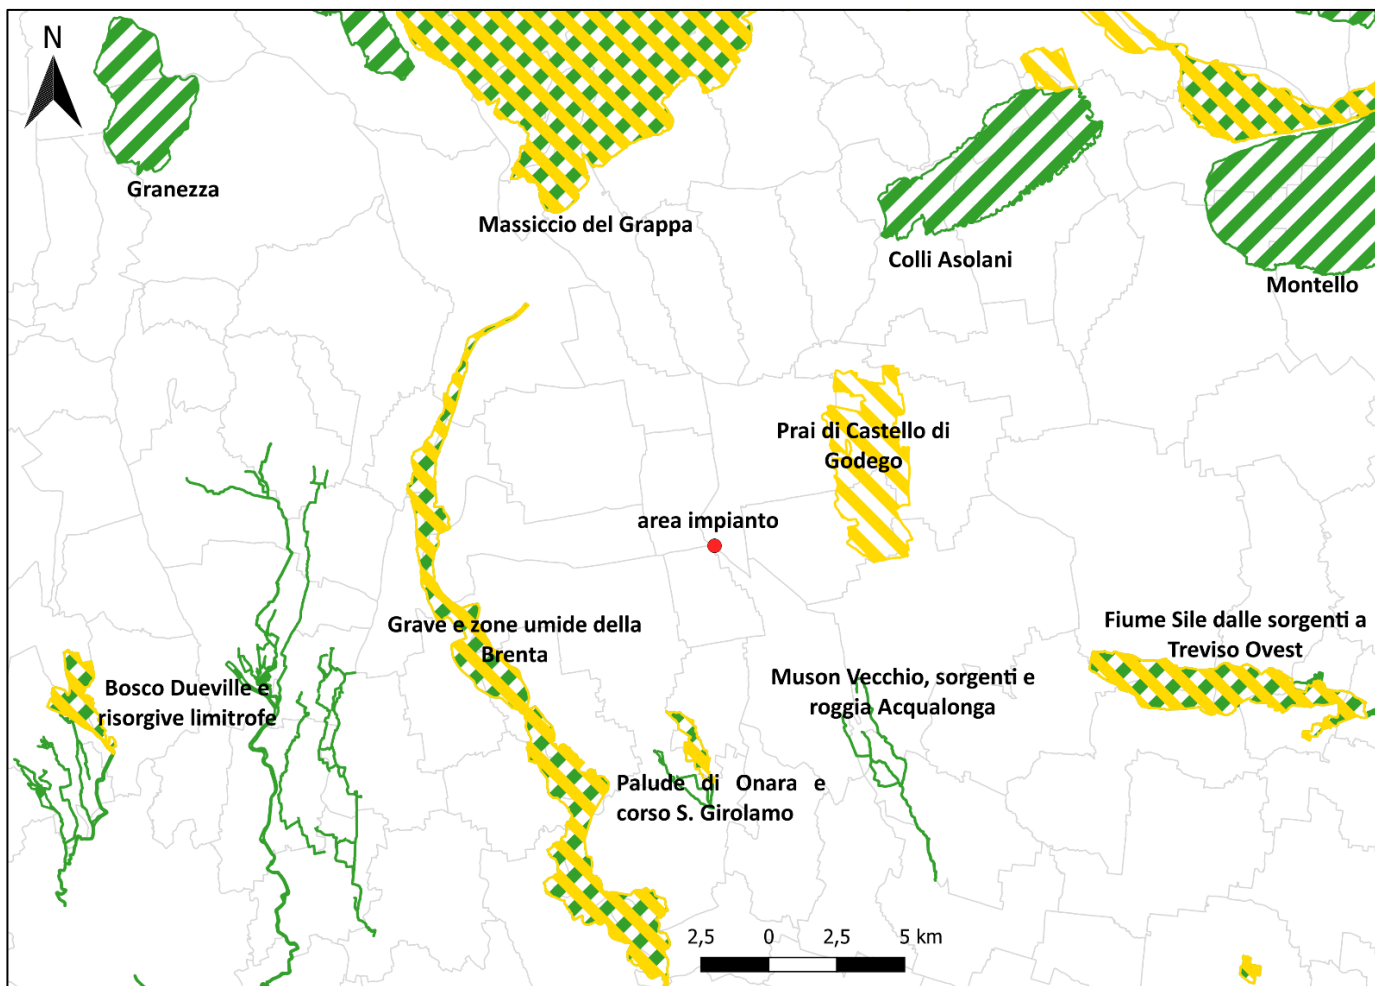 N
Granezza
Massiccio del Grappa
Colli Asolani
Montello
Prai di Castello di
Godego
area impianto
Grave e zone umide della
Brenta
Fiume Sile dalle sorgenti a
Treviso Ovest
Bosco Dueville e
risorgive limitrofe
Muson Vecchio, sorgenti e
roggia Acqualonga
Palude di Onara e
corso S. Girolamo
2,5 0 2,5 5 km